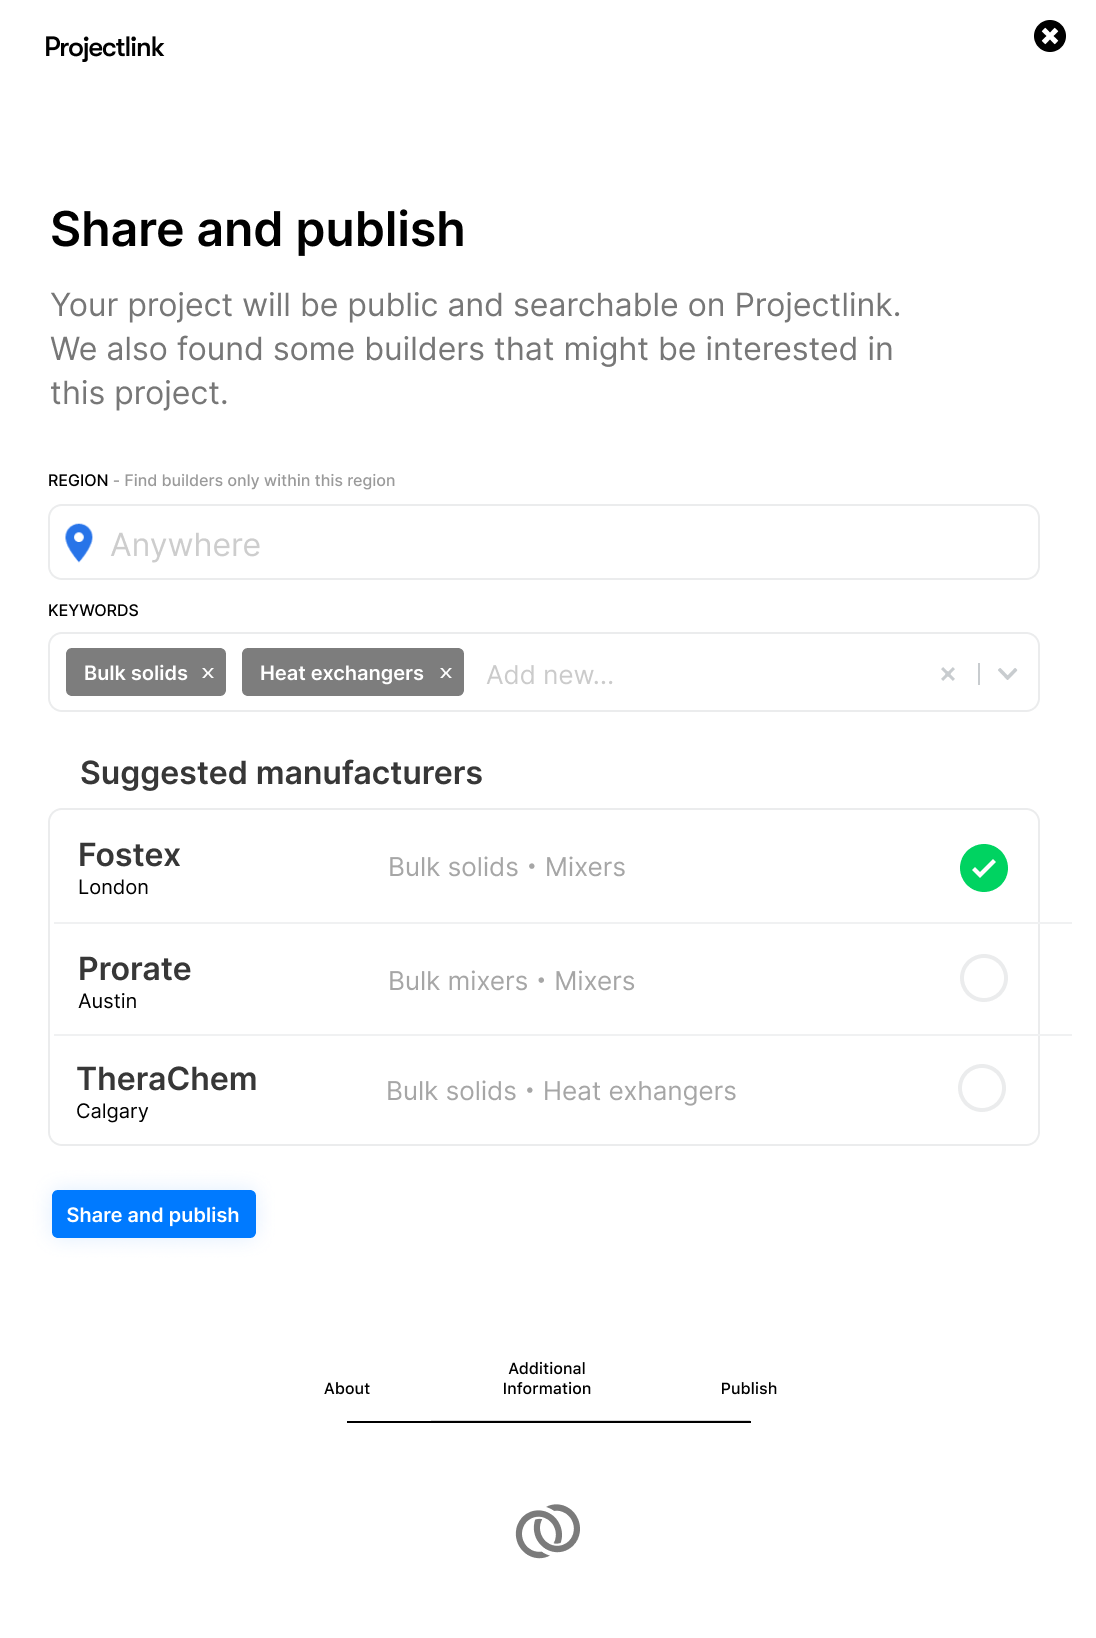 Projectlink
Share and publish
Your project will be public and searchable on Projectlink.
We also found some builders that might be interested in
this project.
REGION - Find builders only within this region
Anywhere
KEYWORDS
Bulk solids × Heat exchangers × Add new...
Suggested manufacturers
Fostex
London
Bulk solids • Mixers
Prorate
Austin
Bulk mixers • Mixers
TheraChem
Calgary
Bulk solids • Heat exhangers
Share and publish
About
Additional
Information
Publish